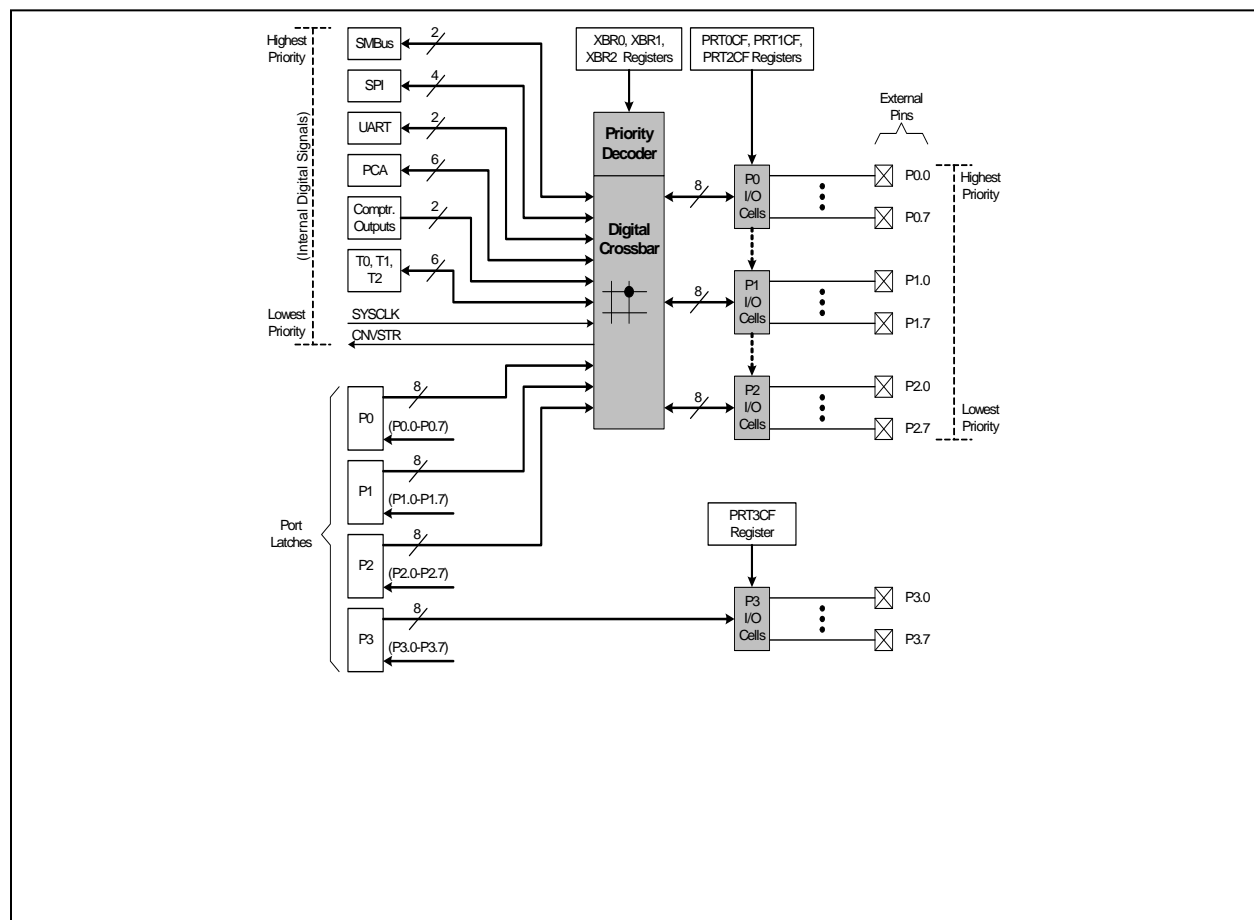 Highest
Priority
(Internal Digital Signals)
Lowest
Priority
SMBus
2
SPI
4
UART
2
PCA
6
Comptr.
Outputs
2
T0, T1,
T2
6
SYSCLK
CNVSTR
XBR0, XBR1,
XBR2 Registers
PRT0CF, PRT1CF,
PRT2CF Registers
Priority
Decoder
Digital
Crossbar
External
Pins
8
P0
I/O
Cells
P0.0
P0.7
8
P1
I/O
Cells
P1.0
P1.7
8
P2
I/O
Cells
P2.0
P2.7
Highest
Priority
Lowest
Priority
Port
Latches
P0
8
(P0.0-P0.7)
P1
8
(P1.0-P1.7)
P2
8
(P2.0-P2.7)
P3
8
(P3.0-P3.7)
PRT3CF
Register
P3
I/O
Cells
P3.0
P3.7